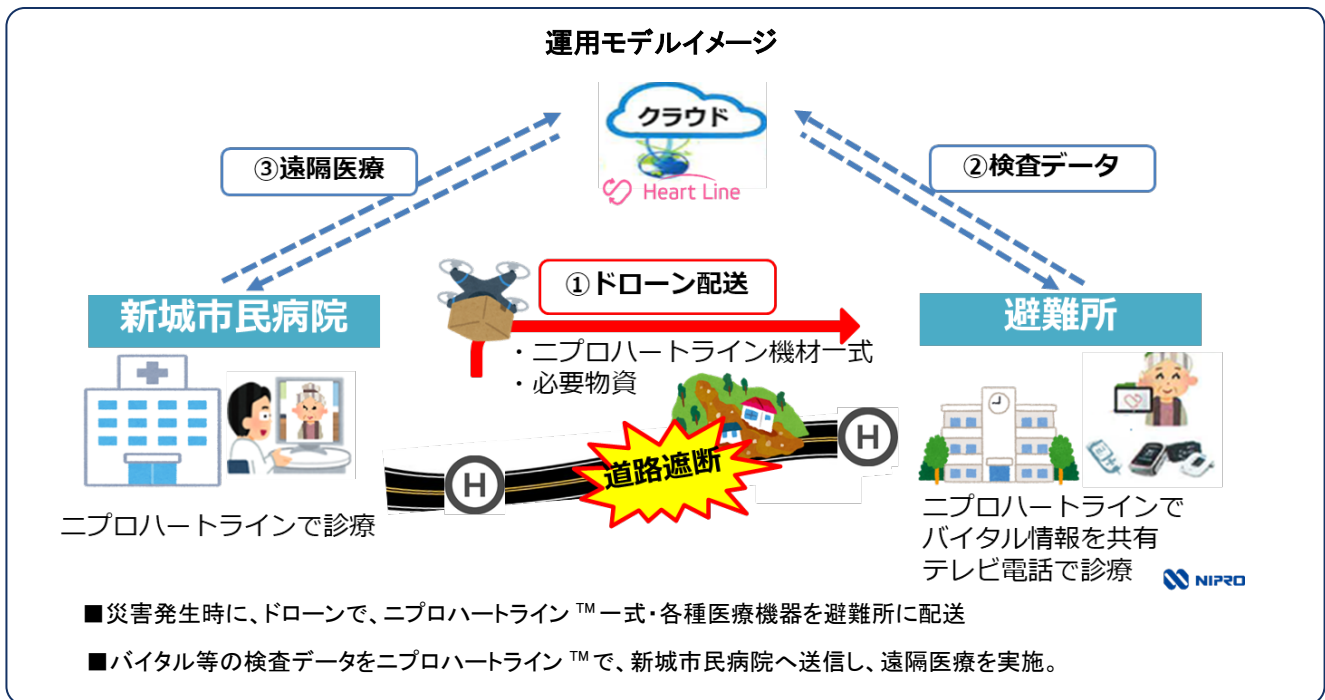 運用モデルイメージ
クラウド
Heart Line
③遠隔医療
②検査データ
①ドローン配送
新城市民病院
避難所
・ニプロハートライン機材一式
・必要物資
道路遮断
H
H
ニプロハートラインで診療
ニプロハートラインで
バイタル情報を共有
テレビ電話で診療
NIPRO
■災害発生時に、ドローンで、ニプロハートライン™一式・各種医療機器を避難所に配送
■バイタル等の検査データをニプロハートライン™で、新城市民病院へ送信し、遠隔医療を実施。